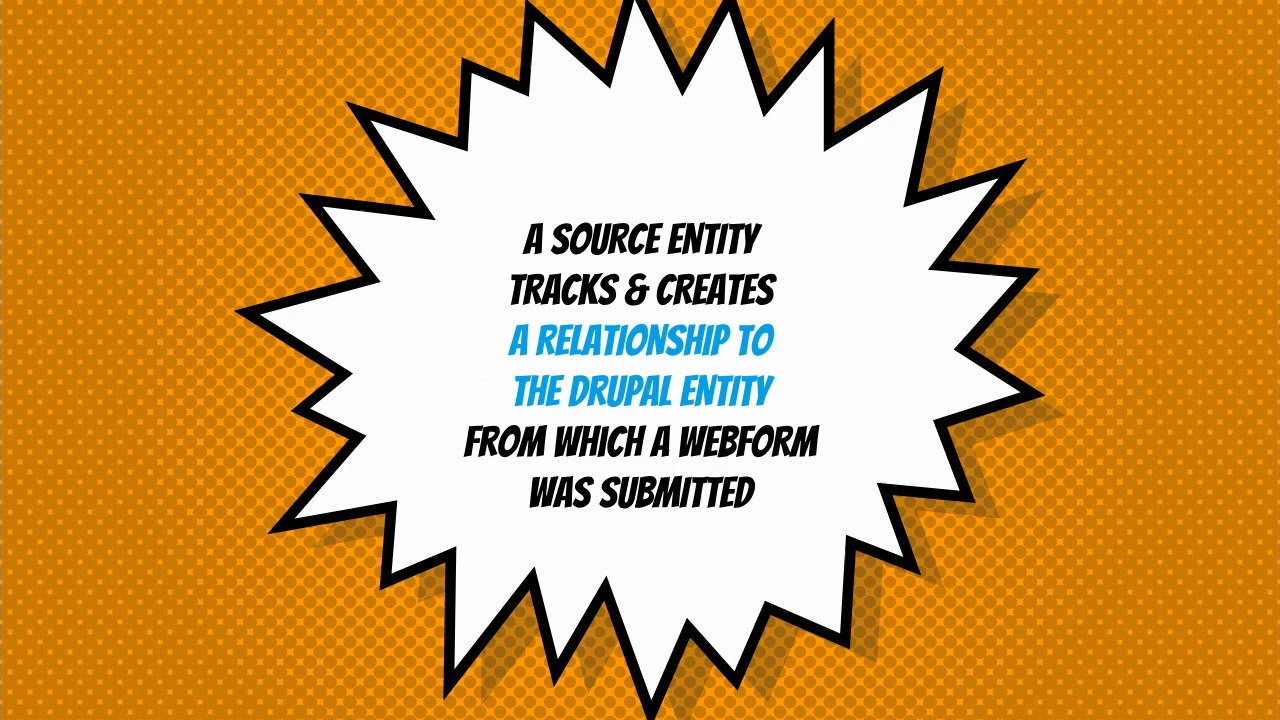 A SOURCE ENTITY
TRACKS & CREATES
A RELATIONSHIP TO
THE DRUPAL ENTITY
FROM WHICH A WEBFORM
WAS SUBMITTED